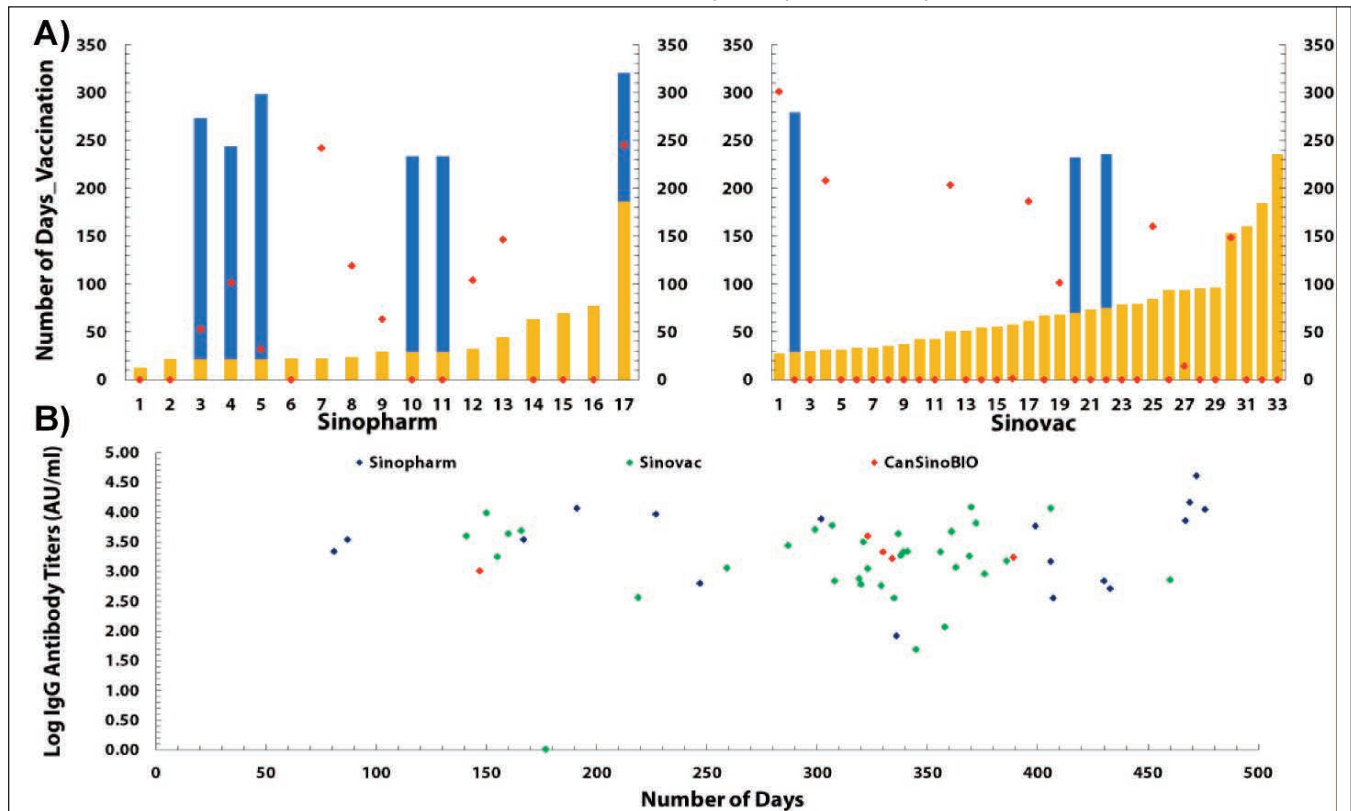 A)
Number of Days_Vaccination
350 300 250 200 150 100 50 0
350 300 250 200 150 100 50 0
1 2 3 4 5 6 7 8 9 10 11 12 13 14 15 16 17
Sinopharm
350 300 250 200 150 100 50 0
350 300 250 200 150 100 50 0
1 3 5 7 9 11 13 15 17 19 21 23 25 27 29 31 33
Sinovac
B)
Log IgG Antibody Titers (AU/ml)
5.00 4.50 4.00 3.50 3.00 2.50 2.00 1.50 1.00 0.50 0.00
Sinopharm Sinovac CanSinoBIO
0 50 100 150 200 250 300 350 400 450 500
Number of Days